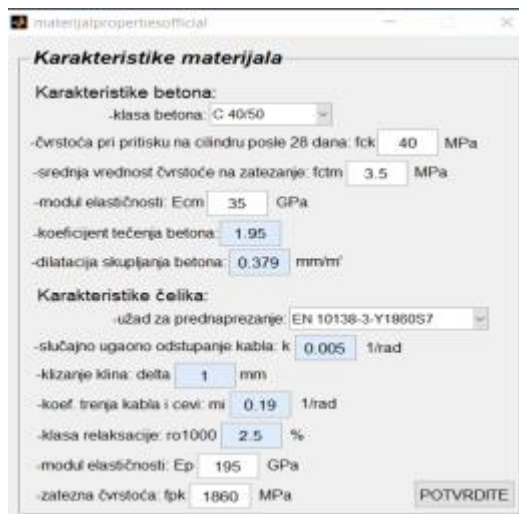 materijalpropertiesofficial
Karakteristike materijala
Karakteristike betona:
-klasa betona: C 40/50
-čvrstoća pri pritisku na cilindru posle 28 dana: fck 40 MPa
-srednja vrednost čvrstoće na zatezanje: fctm 3.5 MPa
-modul elastičnosti: Ecm 35 GPa
-koeficijent tečenja betona: 1.95
-dilatacija skupljanja betona: 0.379 mm/m'
Karakteristike čelika:
-užad za prednaprezanje: EN 10138-3-Y1860S7
-slučajno ugaono odstupanje kabla: k 0.005 1/rad
-klizanje klina: delta 1 mm
-koef. trenja kabla i cevi: mi 0.19 1/rad
-klasa relaksacije: ro1000 2.5 %
-modul elastičnosti: Ep 195 GPa
-zatezna čvrstoća: fpk 1860 MPa
POTVRDITE